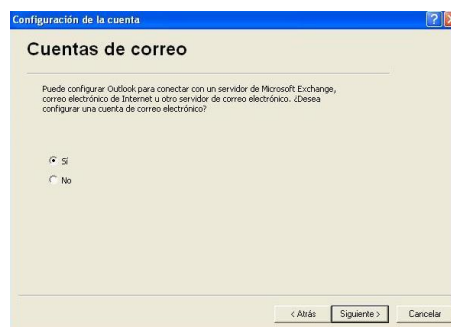 Configuración de la cuenta
Cuentas de correo
Puede configurar Outlook para conectar con un servidor de Microsoft Exchange,
correo electrónico de Internet u otro servidor de correo electrónico. ¿Desea
configurar una cuenta de correo electrónico?
Sí
No
< Atrás
Siguiente >
Cancelar